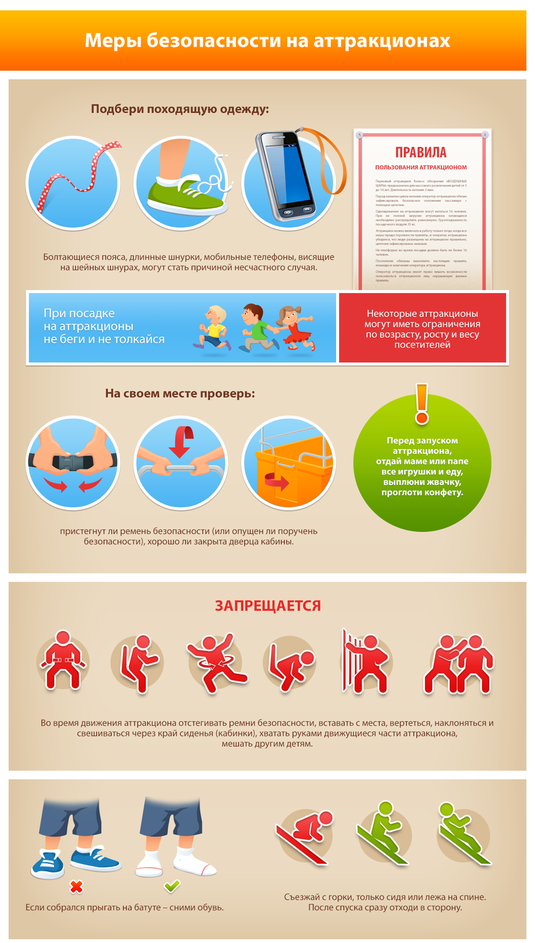 Меры безопасности на аттракционах
Подбери походящую одежду:
ПРАВИЛА
ПОЛЬЗОВАНИЯ АТТРАКЦИОНОМ
Болтающиеся пояса, длинные шнурки, мобильные телефоны, висящие
на шейных шнурах, могут стать причиной несчастного случая.
При посадке
на аттракционы
не беги и не толкайся
Некоторые аттракционы
могут иметь ограничения
по возрасту, росту и весу
посетителей
На своем месте проверь:
Перед запуском
аттракциона,
отдай маме или папе
все игрушки и еду,
выплюни жвачку,
проглоти конфету.
пристегнут ли ремень безопасности (или опущен ли поручень
безопасности), хорошо ли закрыта дверца кабины.
ЗАПРЕЩАЕТСЯ
Во время движения аттракциона отстегивать ремни безопасности, вставать с места, вертеться, наклоняться и
свешиваться через край сиденья (кабинки), хватать руками движущиеся части аттракциона,
мешать другим детям.
Если собрался прыгать на батуте – сними обувь.
Съезжай с горки, только сидя или лежа на спине.
После спуска сразу отходи в сторону.